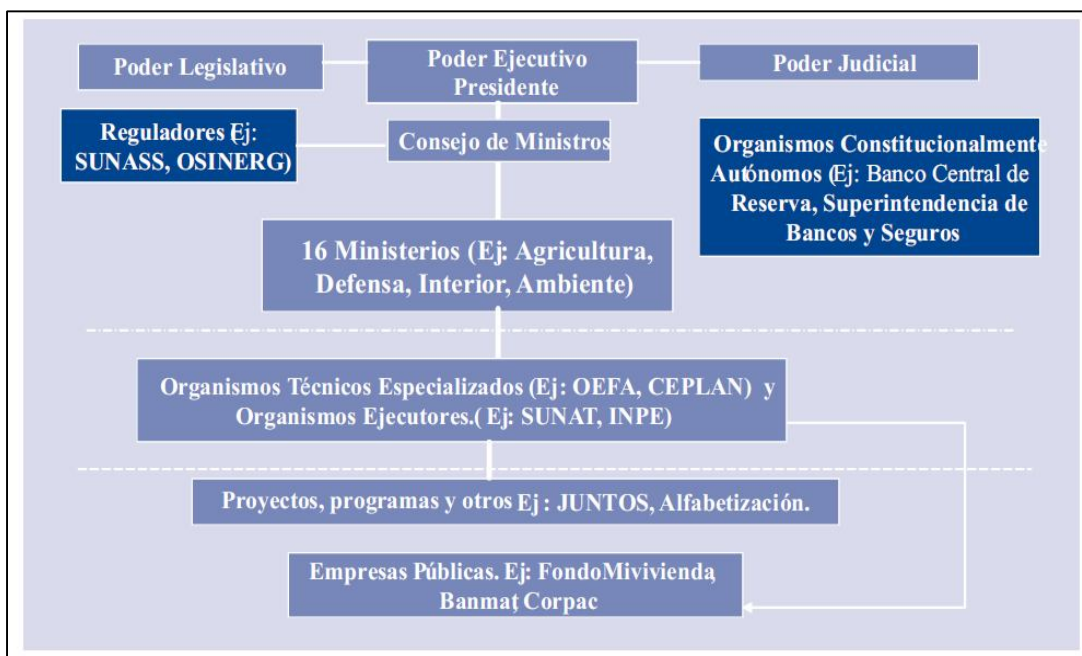 Poder Legislativo
Poder Ejecutivo
Presidente
Poder Judicial
Reguladores (Ej:
SUNASS, OSINERG)
Consejo de Ministros
Organismos Constitucionalmente
Autónomos (Ej: Banco Central de
Reserva, Superintendencia de
Bancos y Seguros
16 Ministerios (Ej: Agricultura,
Defensa, Interior, Ambiente)
Organismos Técnicos Especializados (Ej: OEFA, CEPLAN) y
Organismos Ejecutores.( Ej: SUNAT, INPE)
Proyectos, programas y otros Ej : JUNTOS, Alfabetización.
Empresas Públicas. Ej: FondoMivivienda,
Banmat, Corpac